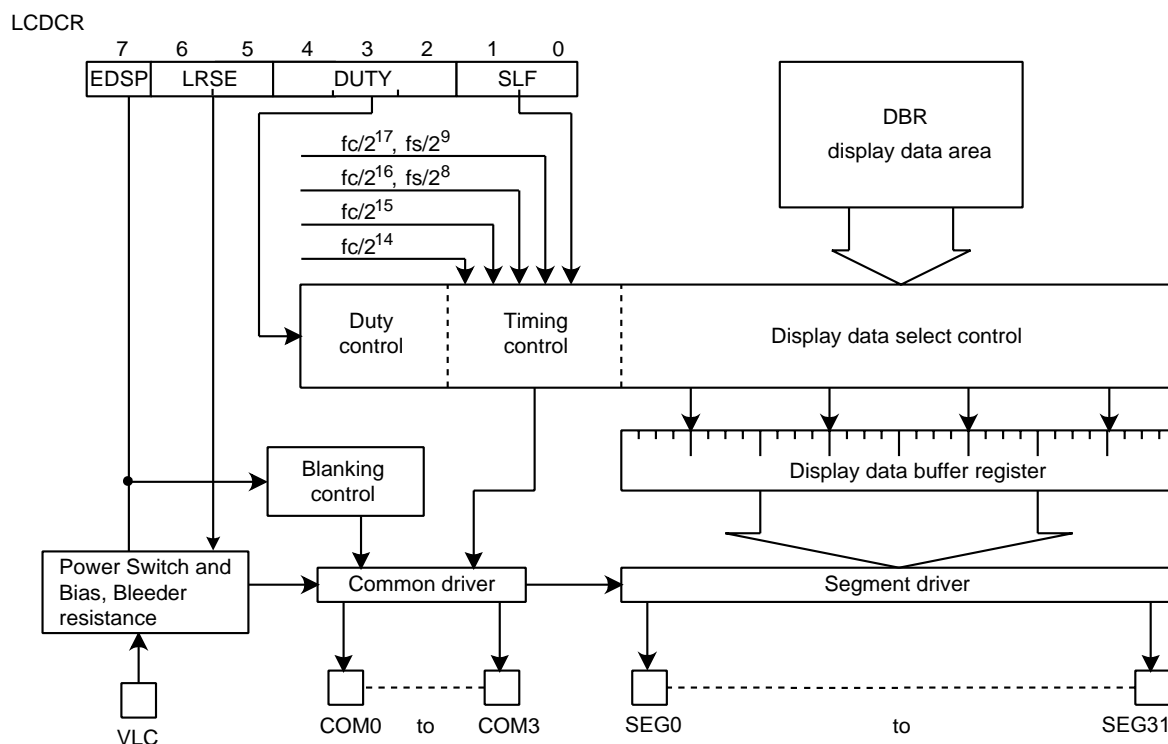 LCDCR
7 6 5 4 3 2 1 0
EDSP LRSE DUTY SLF
DBR
display data area
fc/2^17, fs/2^9
fc/2^16, fs/2^8
fc/2^15
fc/2^14
Duty
control
Timing
control
Display data select control
Blanking
control
Display data buffer register
Power Switch and
Bias, Bleeder
resistance
Common driver
Segment driver
VLC
COM0 to COM3
SEG0 to SEG31